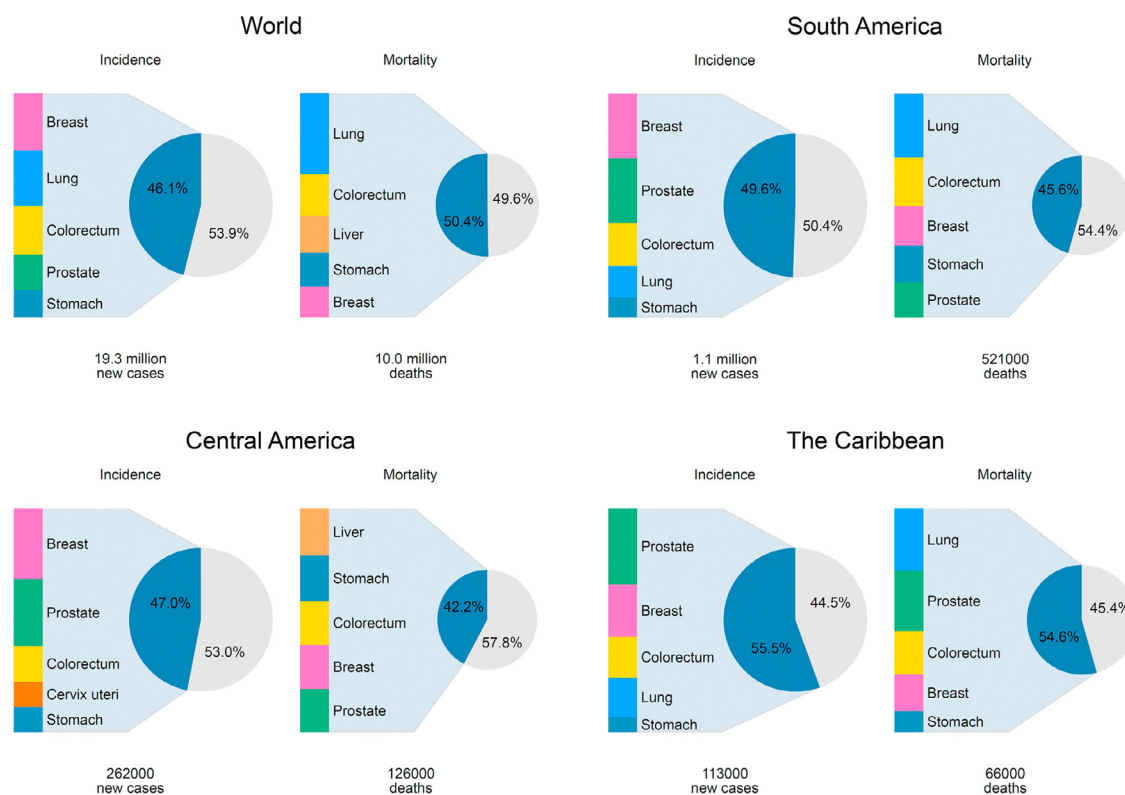 World
Incidence
Breast
Lung
Colorectum
Prostate
Stomach
46.1%
53.9%
19.3 million
new cases
Mortality
Lung
Colorectum
Liver
Stomach
Breast
49.6%
50.4%
10.0 million
deaths
South America
Incidence
Breast
Prostate
Colorectum
Lung
Stomach
49.6%
50.4%
1.1 million
new cases
Mortality
Lung
Colorectum
Breast
Stomach
Prostate
45.6%
54.4%
521000
deaths
Central America
Incidence
Breast
Prostate
Colorectum
Cervix uteri
Stomach
47.0%
53.0%
262000
new cases
Mortality
Liver
Stomach
Colorectum
Breast
Prostate
42.2%
57.8%
126000
deaths
The Caribbean
Incidence
Prostate
Breast
Colorectum
Lung
Stomach
44.5%
55.5%
113000
new cases
Mortality
Lung
Prostate
Colorectum
Breast
Stomach
45.4%
54.6%
66000
deaths